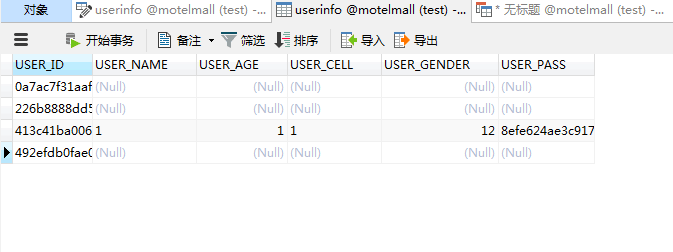 对象 userinfo @motelmall (test) -... userinfo @motelmall (test) -... * 无标题 @motelmall (test) -...
开始事务 备注 筛选 排序 导入 导出
USER_ID USER_NAME USER_AGE USER_CELL USER_GENDER USER_PASS
0a7ac7f31aaf (Null) (Null) (Null) (Null) (Null)
226b8888dd5 (Null) (Null) (Null) (Null) (Null)
413c41ba006 1 1 1 12 8efe624ae3c917
492efdb0fae0 (Null) (Null) (Null) (Null) (Null)